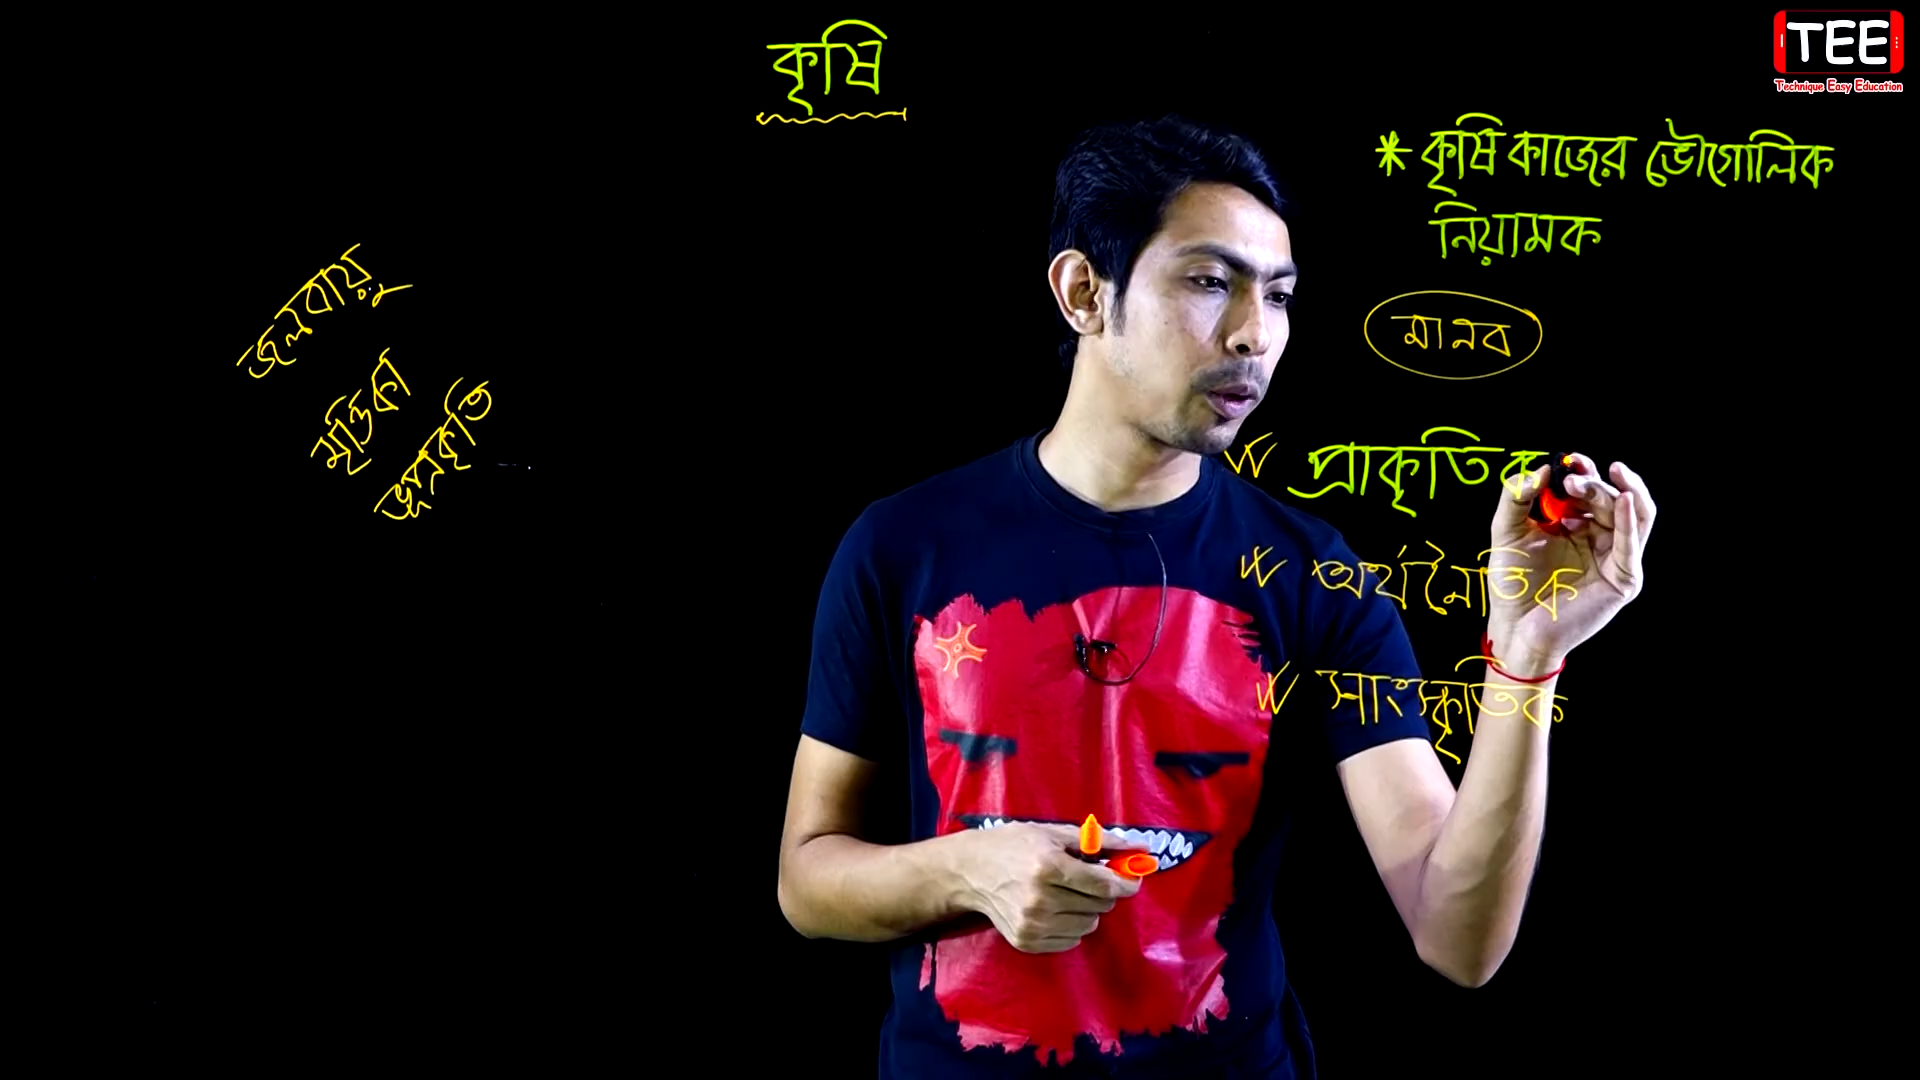 কৃষি
TEE
Technique Easy Education
* কৃষি কাজের ভৌগোলিক
নিয়ামক
মানব
প্রাকৃতিক
অর্থনৈতিক
সাংস্কৃতিক
জলবায়ু
মৃত্তিকা
ভূপ্রকৃতি